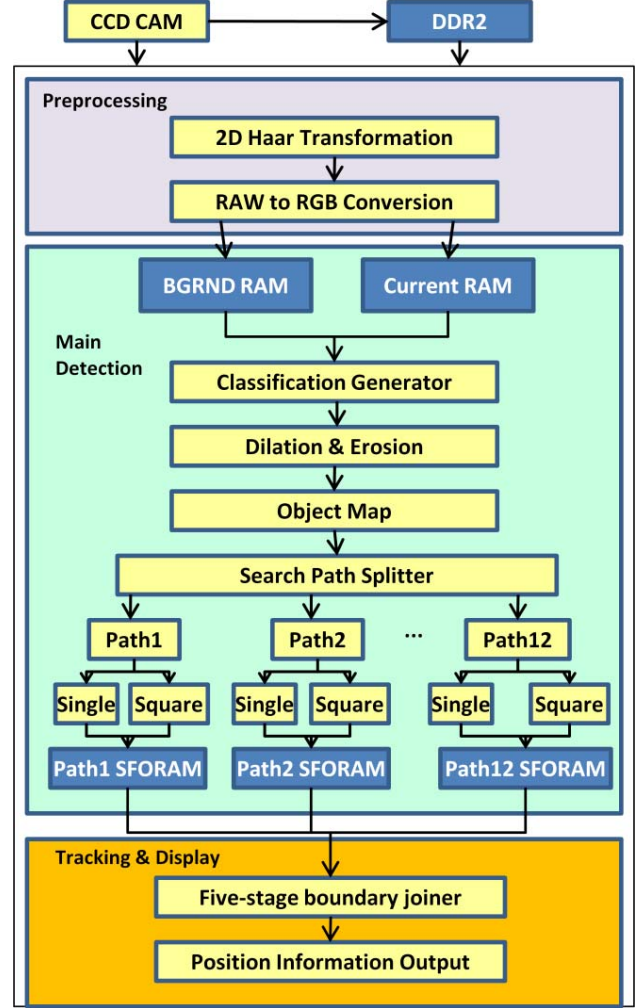 CCD CAM
DDR2
Preprocessing
2D Haar Transformation
RAW to RGB Conversion
BGRND RAM
Current RAM
Main
Detection
Classification Generator
Dilation & Erosion
Object Map
Search Path Splitter
Path1
Path2
...
Path12
Single
Square
Single
Square
Single
Square
Path1 SFORAM
Path2 SFORAM
Path12 SFORAM
Tracking & Display
Five-stage boundary joiner
Position Information Output